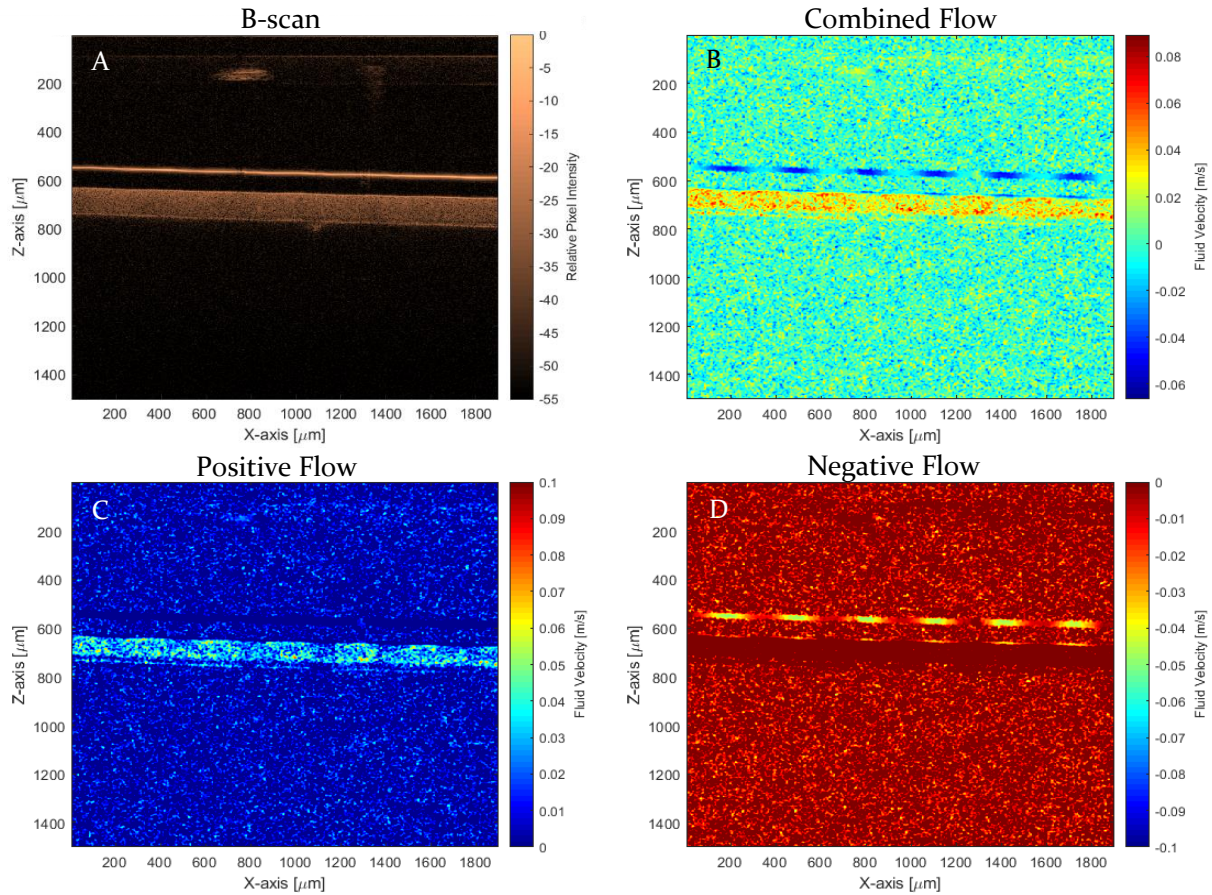 B-scan
A
200
400
600
800
1000
1200
1400
Z-axis [μm]
200 400 600 800 1000 1200 1400 1600 1800
X-axis [μm]
0
-5
-10
-15
-20
-25
-30
-35
-40
-45
-50
-55
Relative Pixel Intensity
Combined Flow
B
200
400
600
800
1000
1200
1400
Z-axis [μm]
200 400 600 800 1000 1200 1400 1600 1800
X-axis [μm]
0.08
0.06
0.04
0.02
0
-0.02
-0.04
-0.06
Fluid Velocity [m/s]
Positive Flow
C
200
400
600
800
1000
1200
1400
Z-axis [μm]
200 400 600 800 1000 1200 1400 1600 1800
X-axis [μm]
0.1
0.09
0.08
0.07
0.06
0.05
0.04
0.03
0.02
0.01
0
Fluid Velocity [m/s]
Negative Flow
D
200
400
600
800
1000
1200
1400
Z-axis [μm]
200 400 600 800 1000 1200 1400 1600 1800
X-axis [μm]
0
-0.01
-0.02
-0.03
-0.04
-0.05
-0.06
-0.07
-0.08
-0.09
-0.1
Fluid Velocity [m/s]